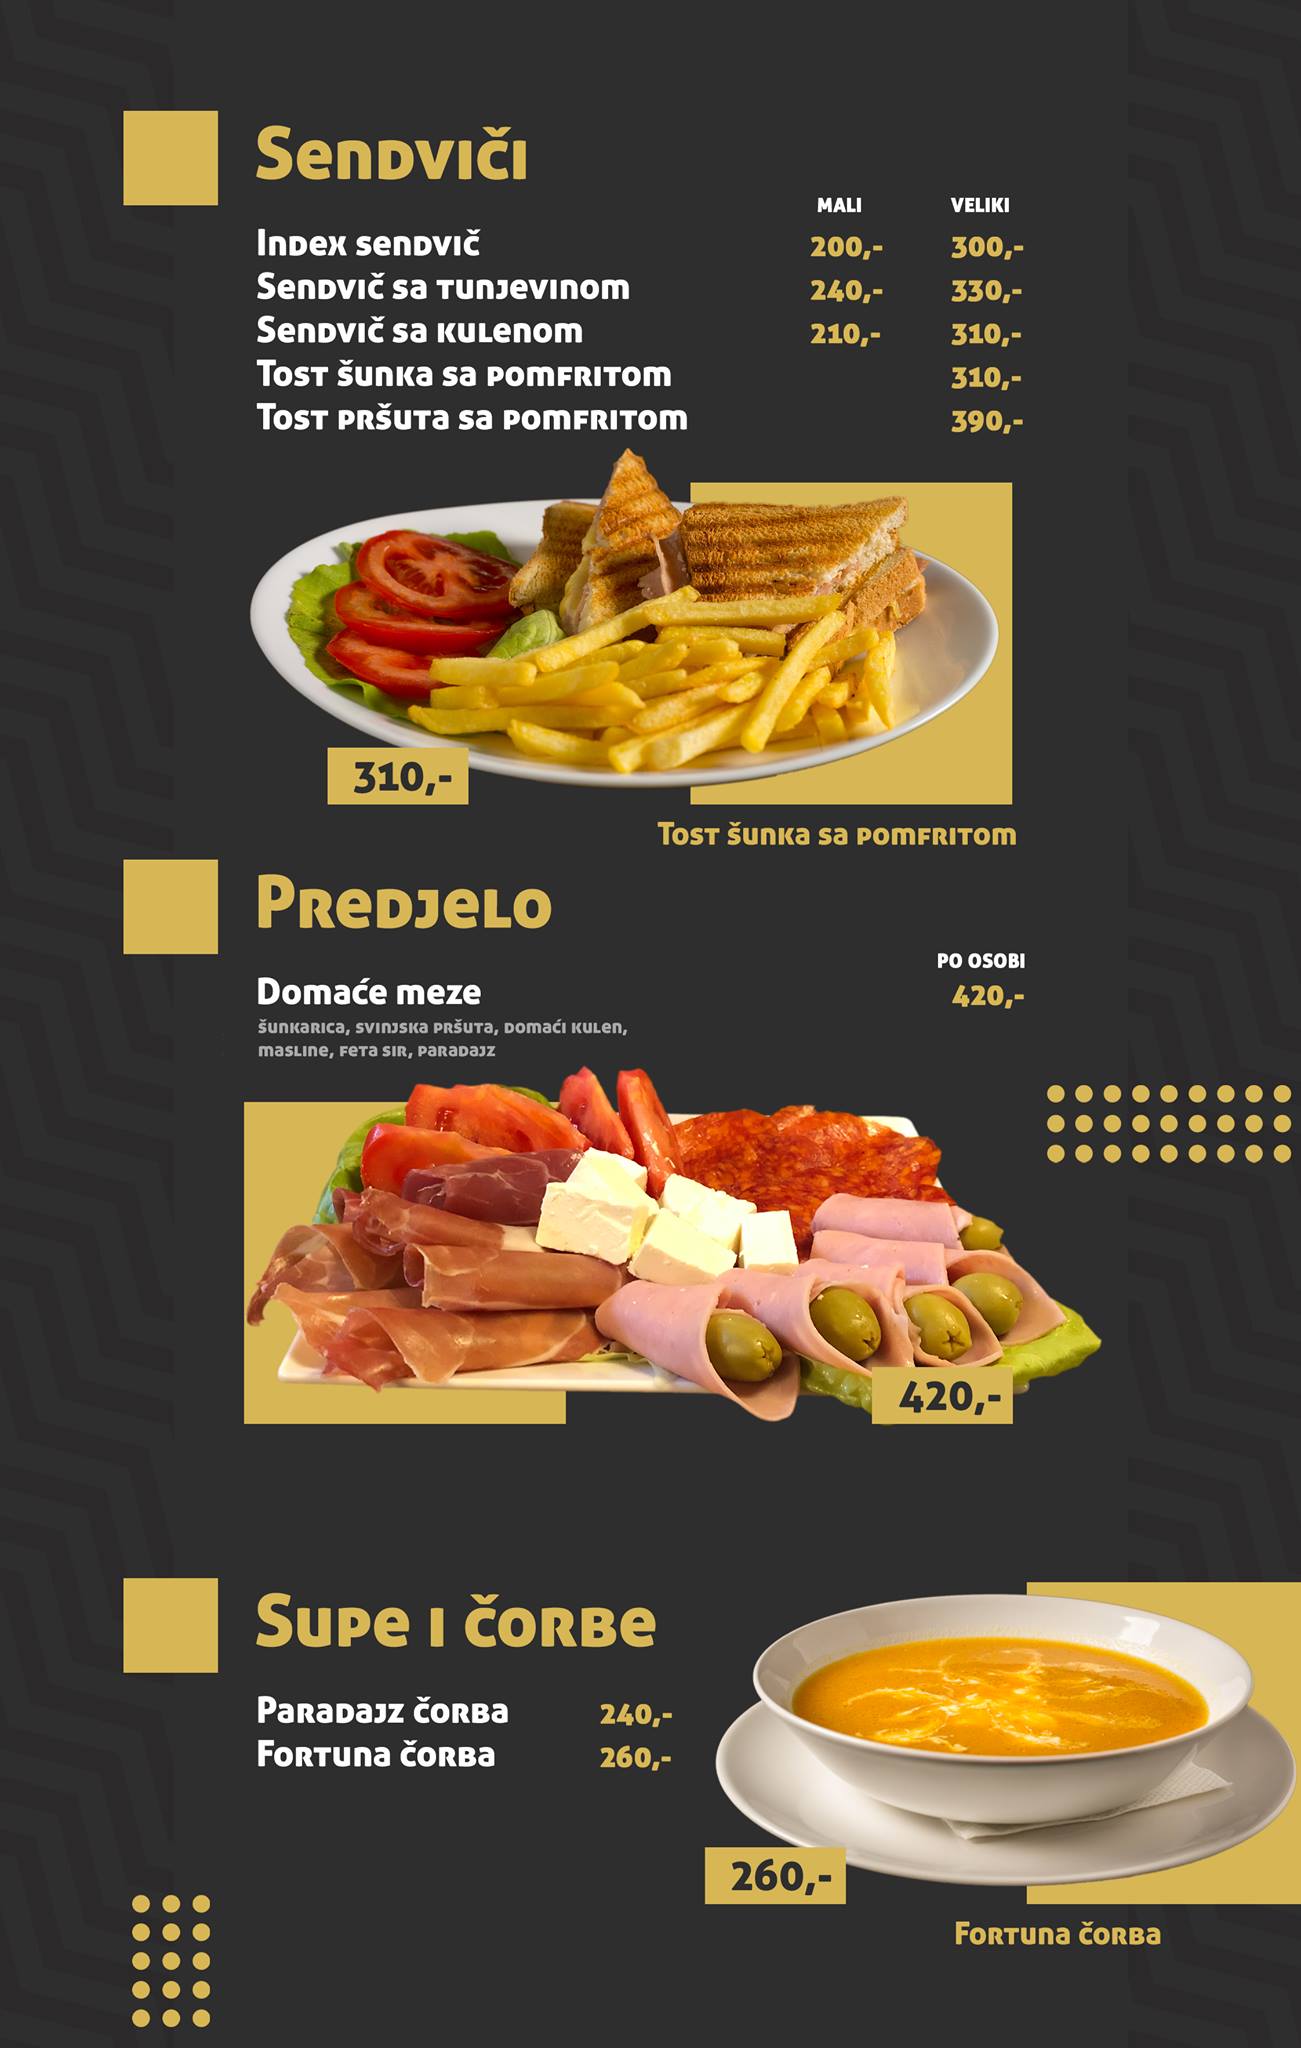 Sendviči
MALI VELIKI
Index sendvič 200,- 300,-
Sendvič sa tunjevinom 240,- 330,-
Sendvič sa kulenom 210,- 310,-
Tost šunka sa pomfritom 310,-
Tost pršuta sa pomfritom 390,-
310,-
Tost šunka sa pomfritom
Predjelo
PO OSOBI
Domaće meze 420,-
šunkarica, svinjska pršuta, domaći kulen,
masline, feta sir, paradajz
420,-
Supe i čorbe
Paradajz čorba 240,-
Fortuna čorba 260,-
260,-
Fortuna čorba